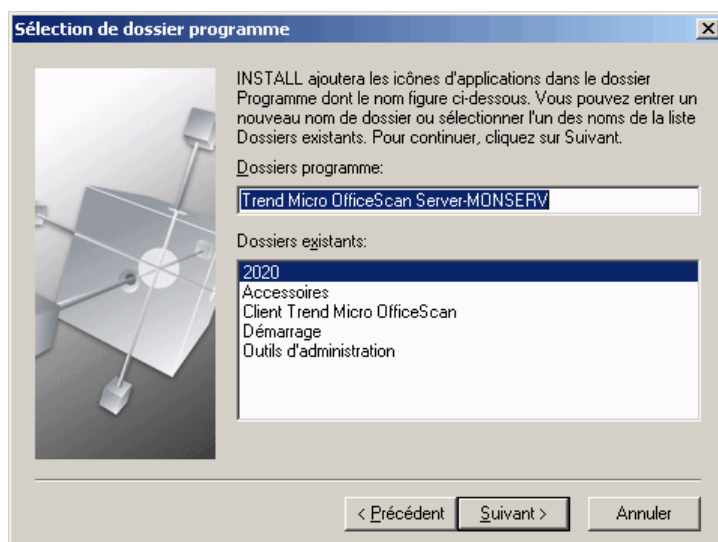 Sélection de dossier programme
INSTALL ajoutera les icônes d'applications dans le dossier
Programme dont le nom figure ci-dessous. Vous pouvez entrer un
nouveau nom de dossier ou sélectionner l'un des noms de la liste
Dossiers existants. Pour continuer, cliquez sur Suivant.
Dossiers programme:
Trend Micro OfficeScan Server-MONSERV
Dossiers existants:
2020
Accessoires
Client Trend Micro OfficeScan
Démarrage
Outils d'administration
< Précédent
Suivant >
Annuler